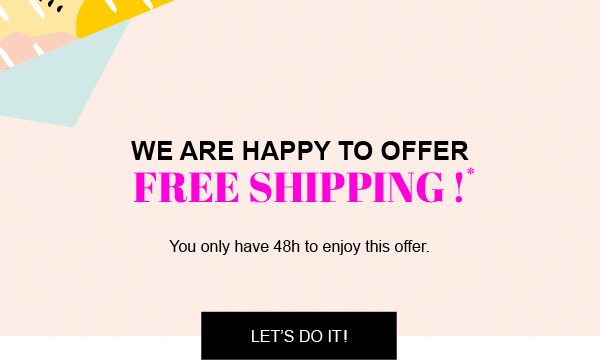 WE ARE HAPPY TO OFFER
FREE SHIPPING !*
You only have 48h to enjoy this offer.
LET’S DO IT!